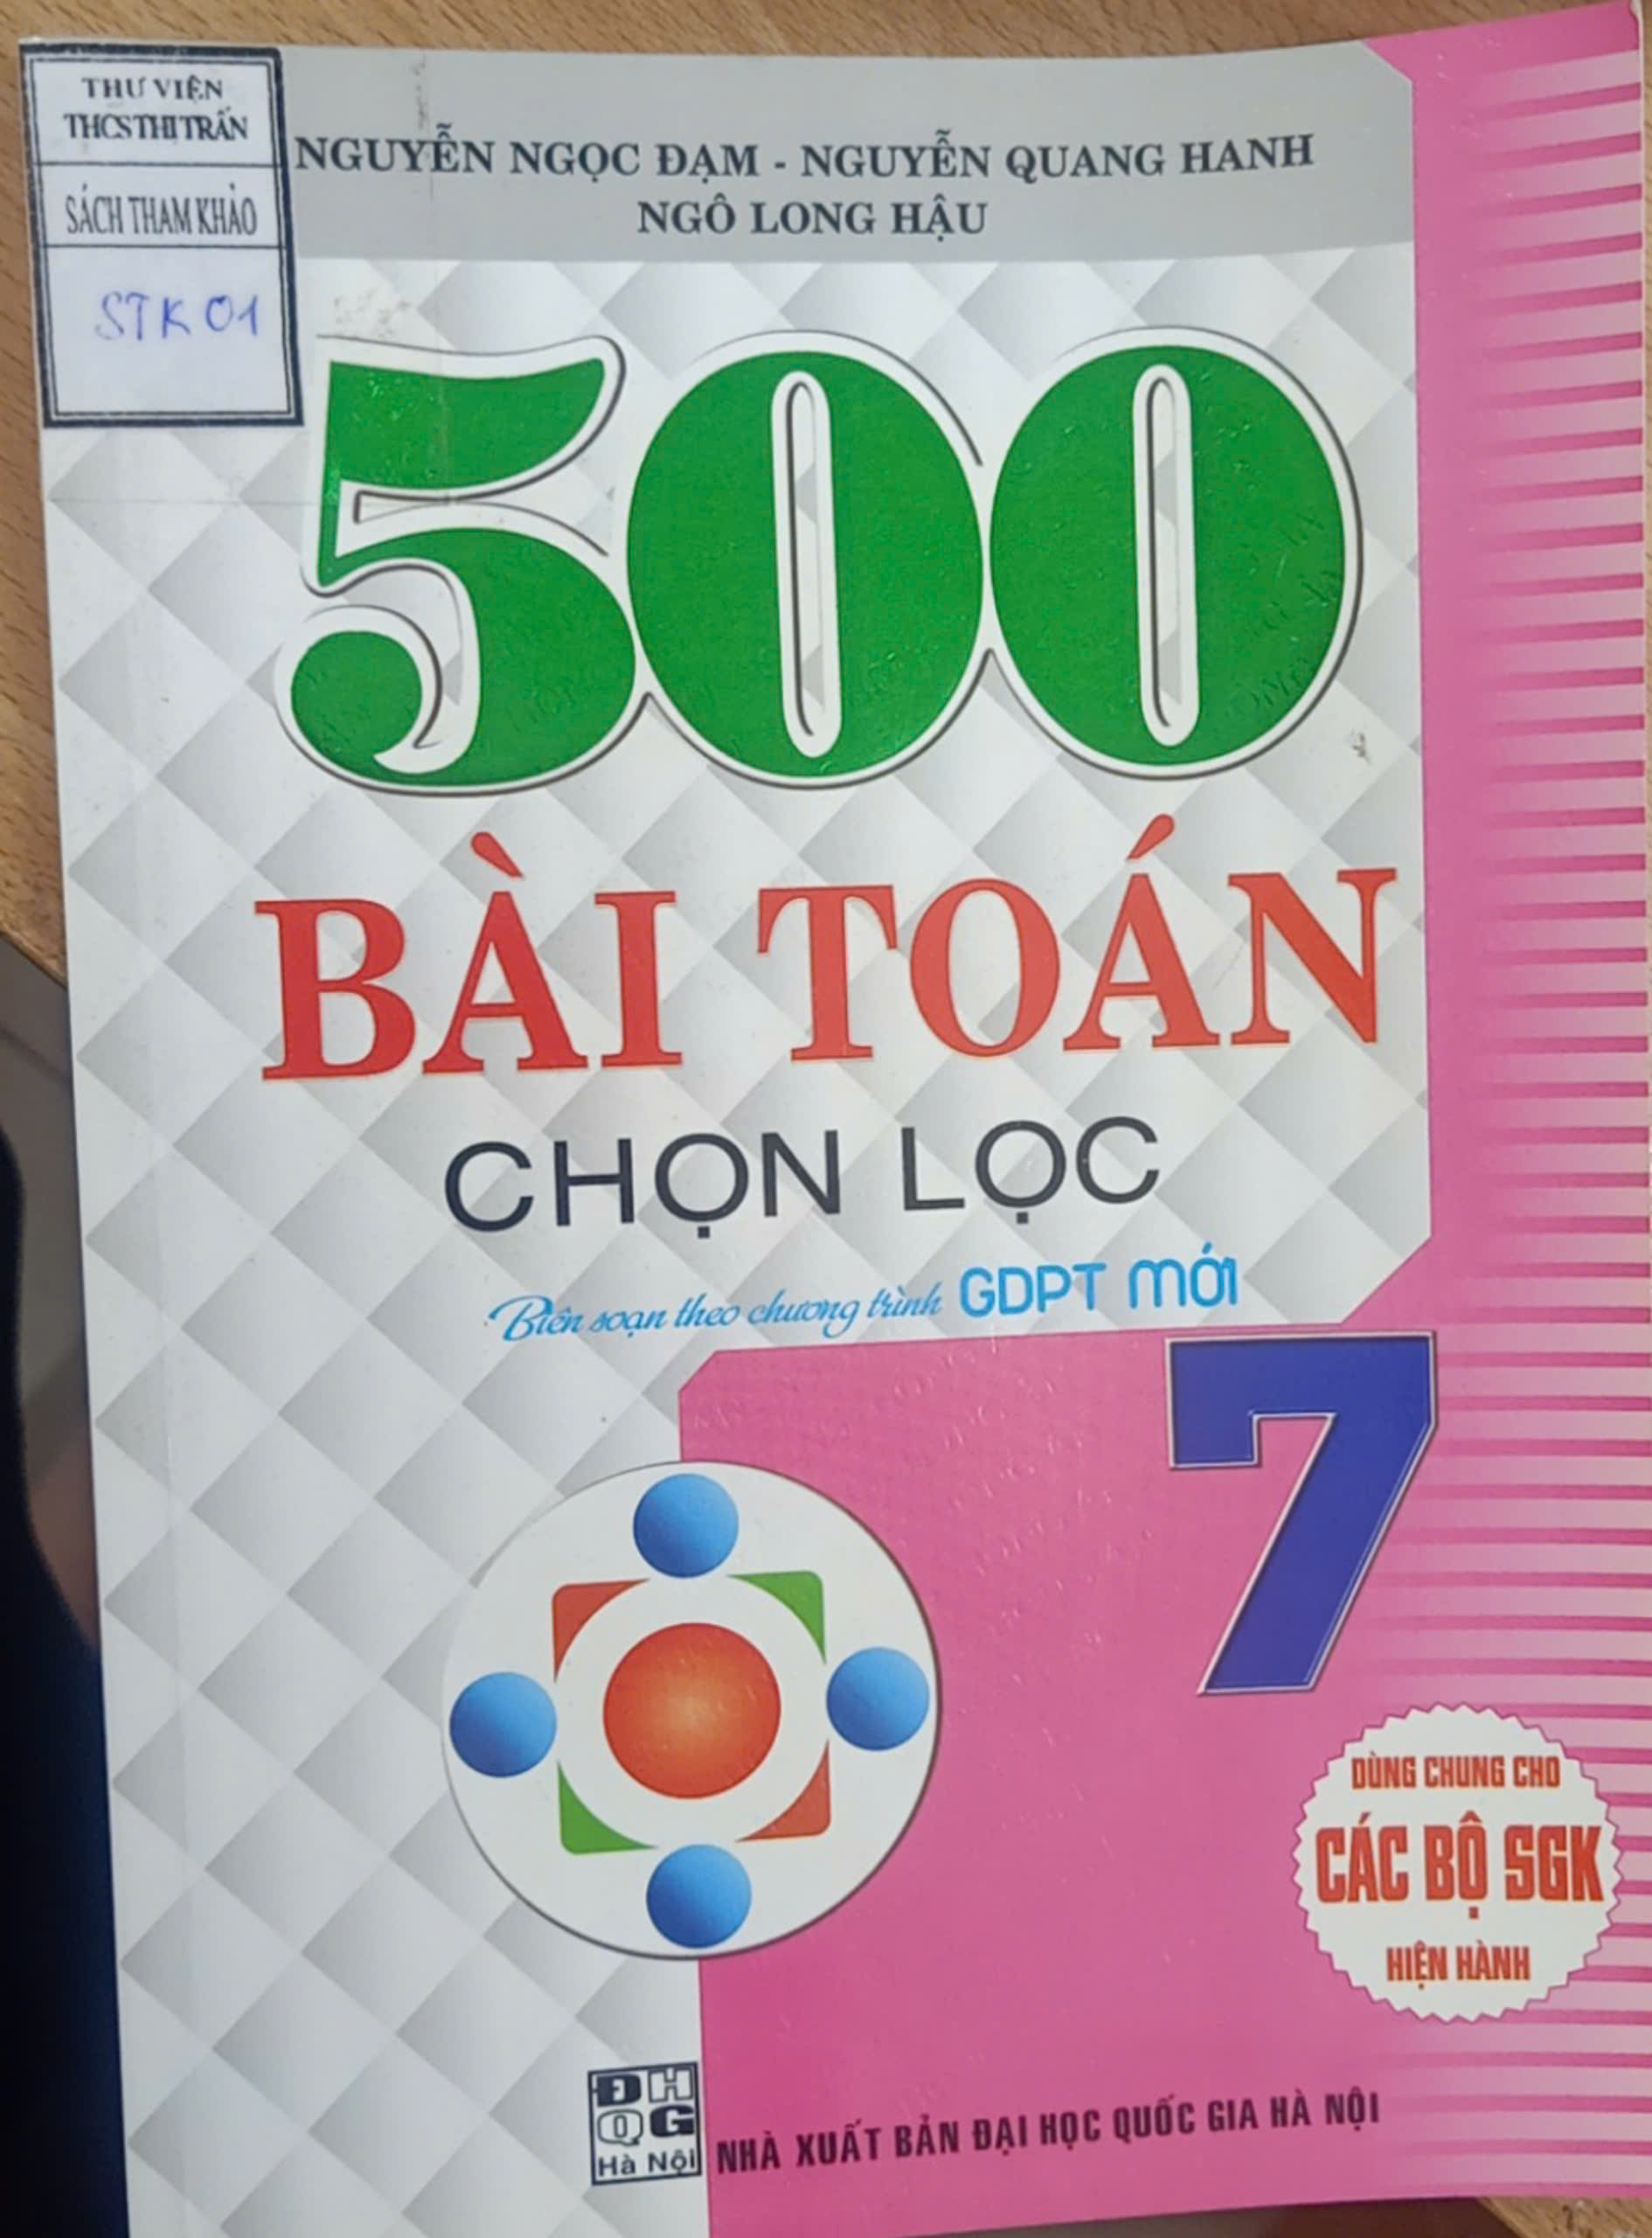 THƯ VIỆN
THCS THỊ TRẤN
SÁCH THAM KHẢO
STK 01
NGUYỄN NGỌC ĐẠM - NGUYỄN QUANG HANH
NGÔ LONG HẬU
500
BÀI TOÁN
CHỌN LỌC
Biên soạn theo chương trình GDPT mới
7
DÙNG CHUNG CHO
CÁC BỘ SGK
HIỆN HÀNH
ĐH
QG
Hà Nội
NHÀ XUẤT BẢN ĐẠI HỌC QUỐC GIA HÀ NỘI